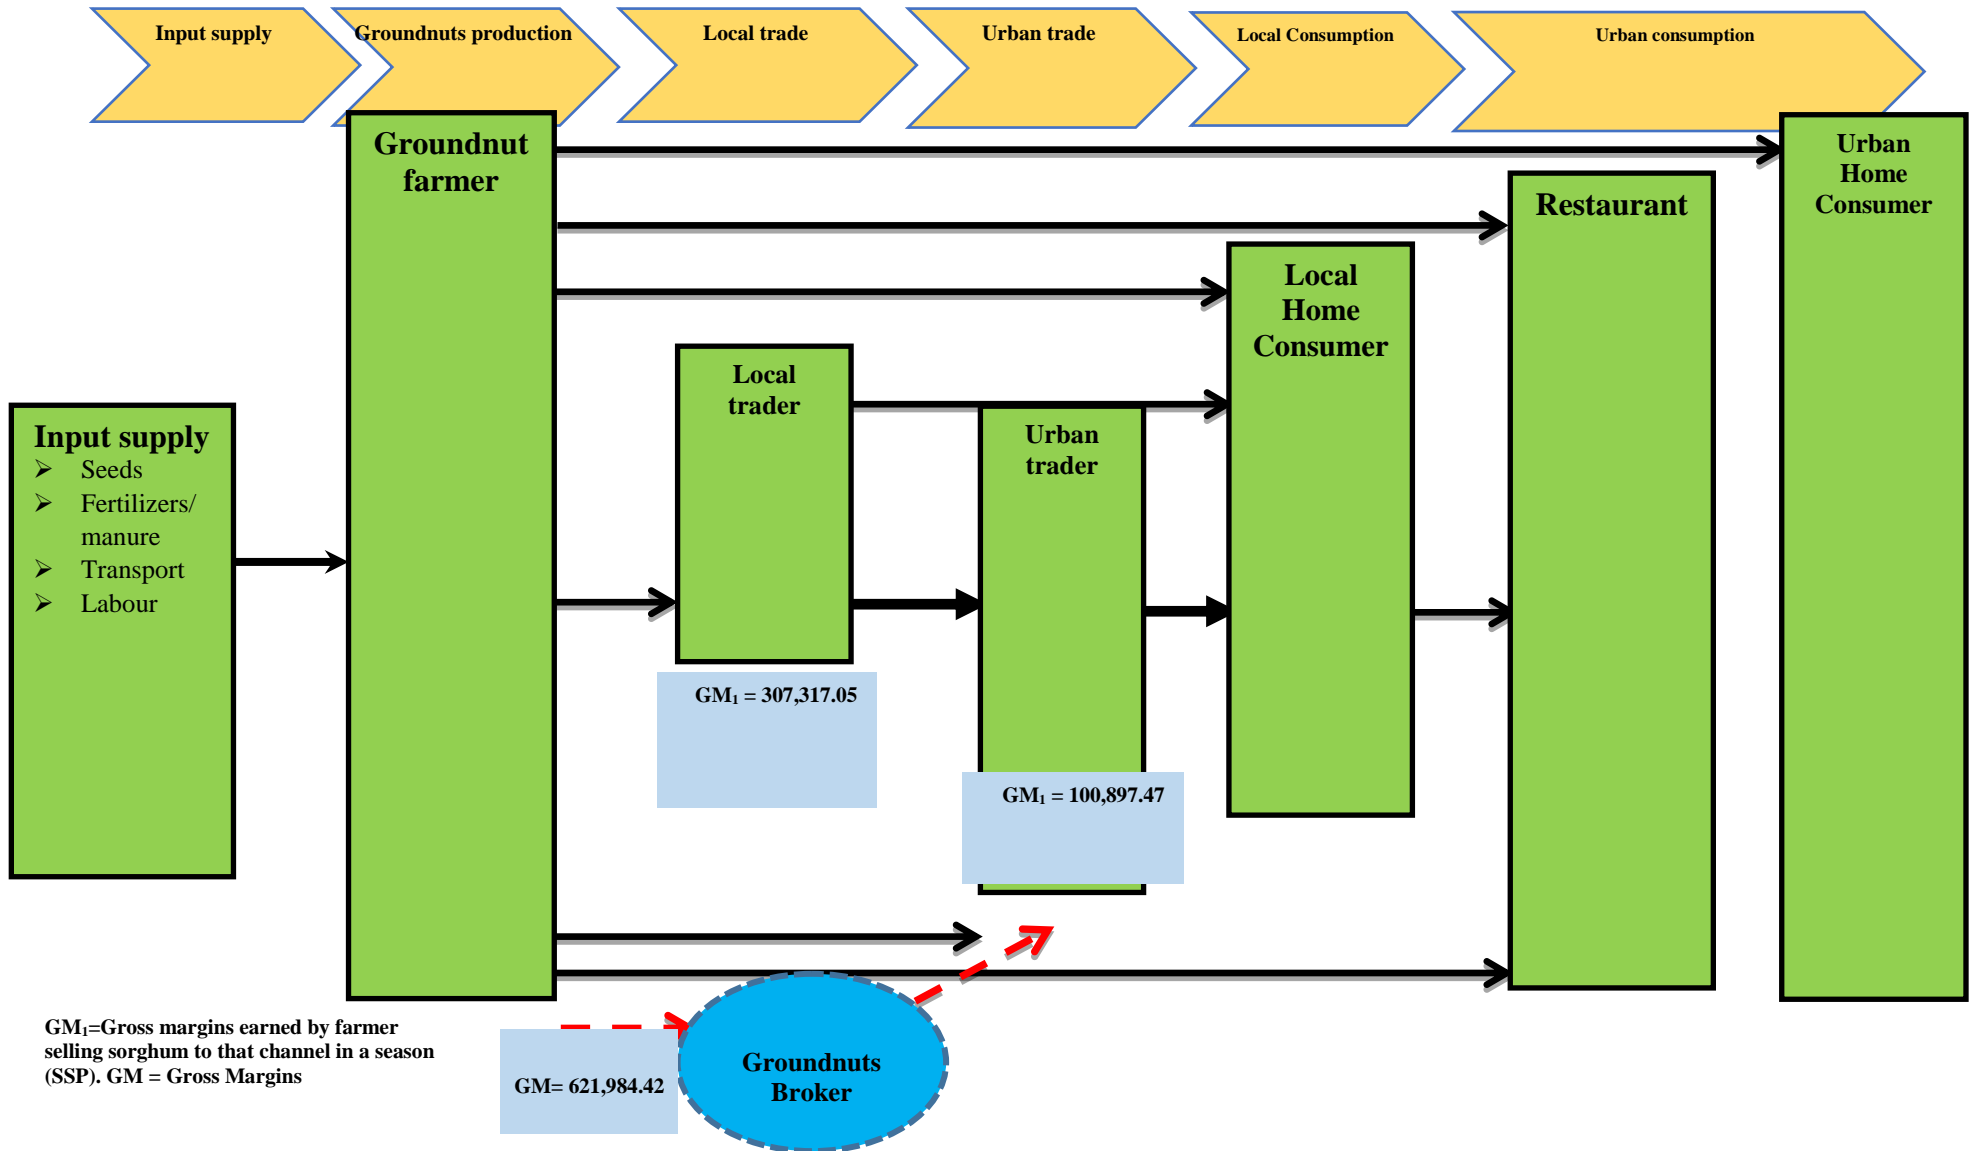 Input supply
Groundnuts production
Local trade
Urban trade
Local Consumption
Urban consumption
Groundnut
farmer
Urban
Home
Consumer
Restaurant
Local
Home
Consumer
Local
trader
Urban
trader
Input supply
➢ Seeds
➢ Fertilizers/
manure
➢ Transport
➢ Labour
GM₁ = 307,317.05
GM₁ = 100,897.47
GM₁=Gross margins earned by farmer
selling sorghum to that channel in a season
(SSP). GM = Gross Margins
GM= 621,984.42
Groundnuts
Broker